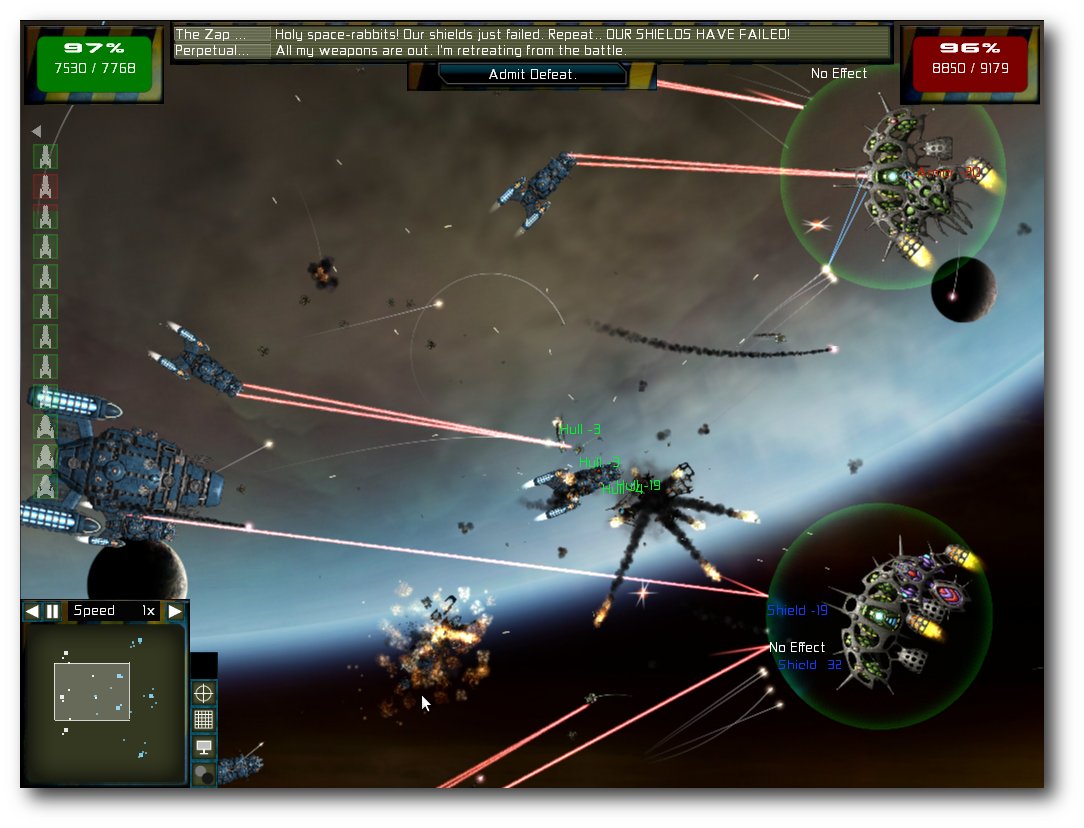 97%
7530 / 7768
The Zap ... Holy space-rabbits! Our shields just failed. Repeat.. OUR SHIELDS HAVE FAILED!
Perpetual... All my weapons are out. I'm retreating from the battle.
Admit Defeat.
96%
8850 / 9179
No Effect
Hull -3
Hull
Hull -19
Shield -19
No Effect
Shield 32
Speed 1x